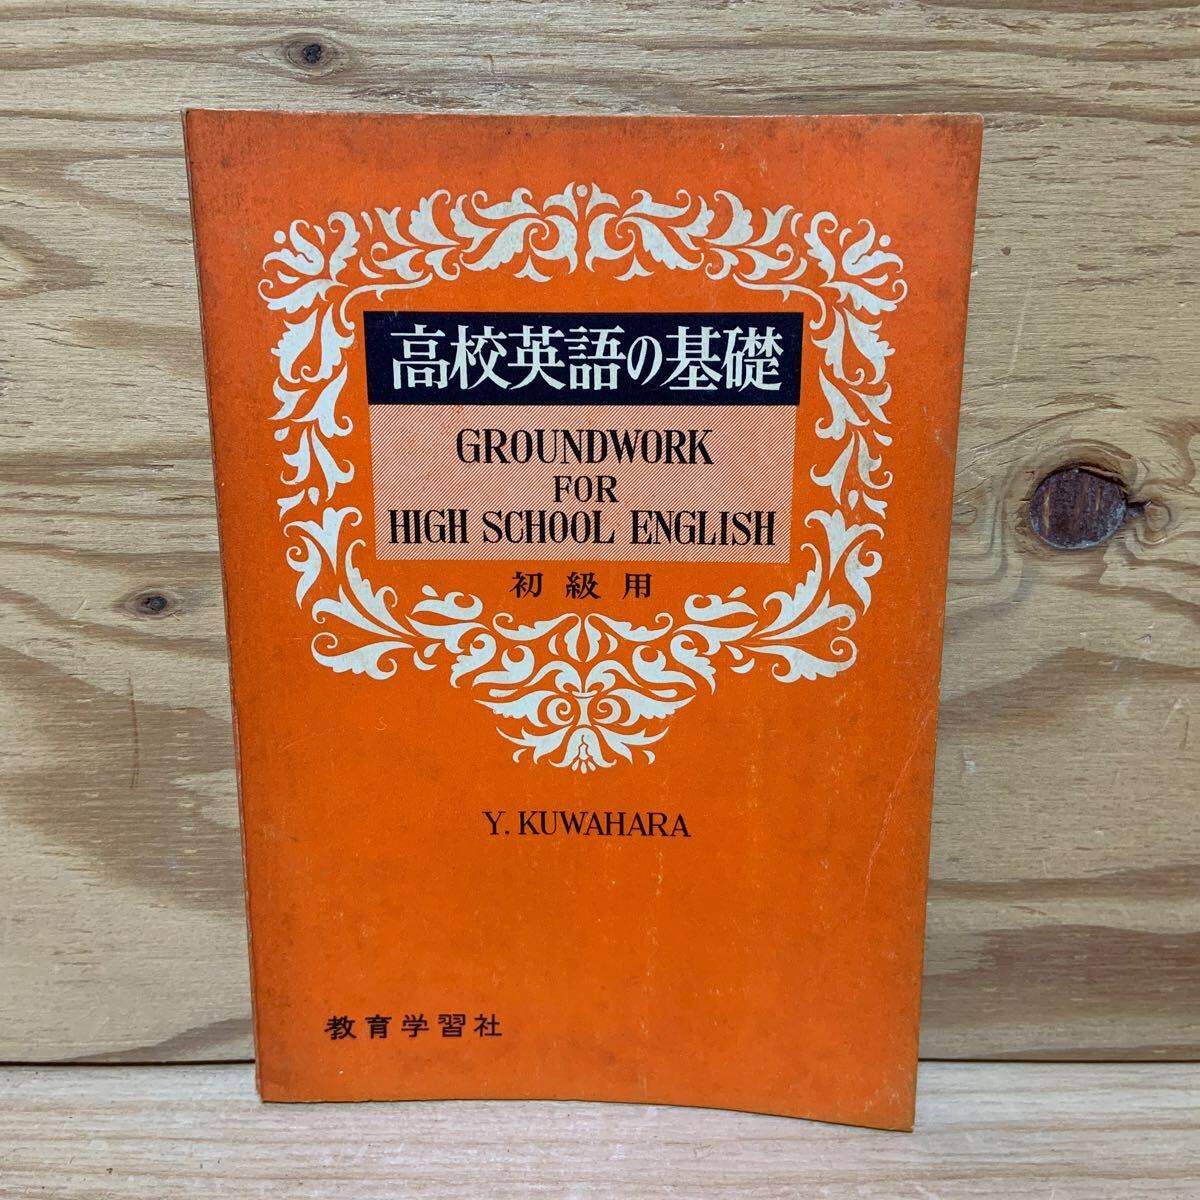 高校英語の基礎
GROUNDWORK
FOR
HIGH SCHOOL ENGLISH
初級用
Y. KUWAHARA
教育学習社